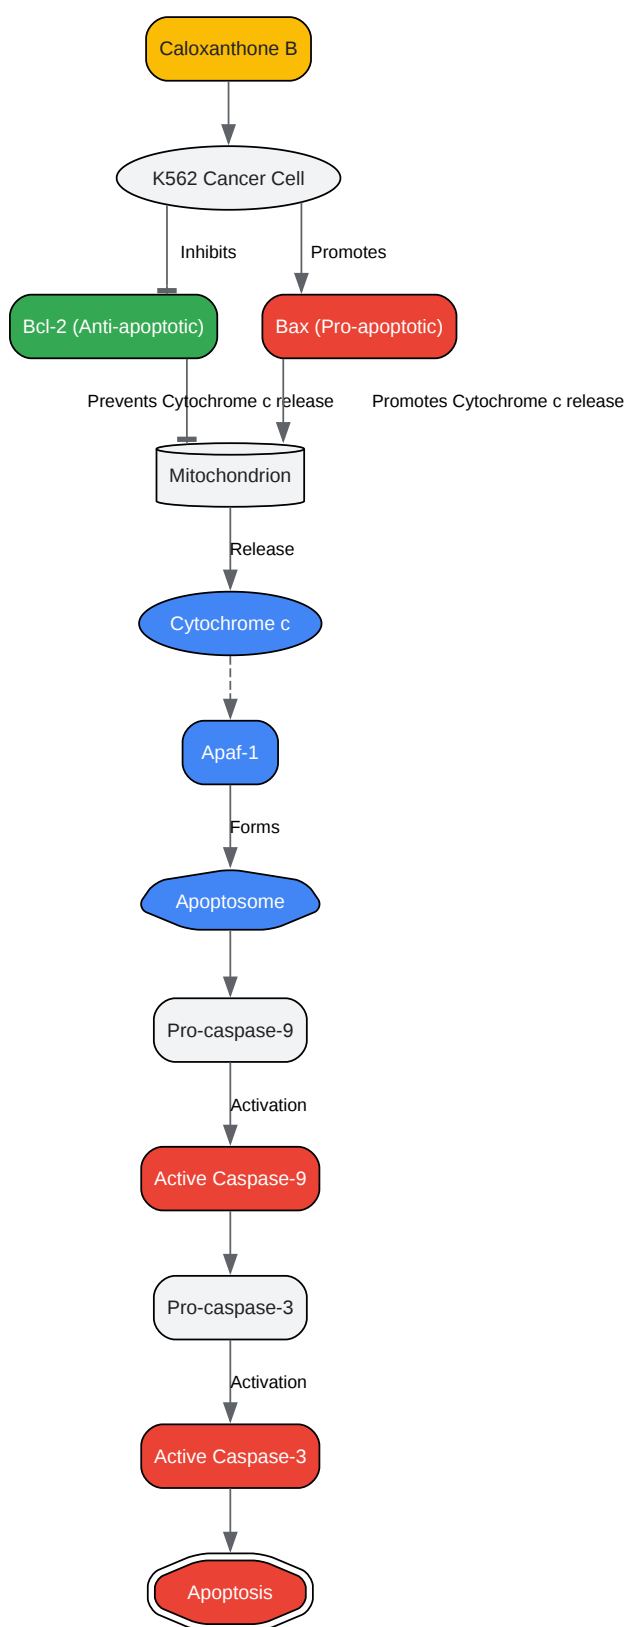 Caloxanthone B
K562 Cancer Cell
Inhibits
Promotes
Bcl-2 (Anti-apoptotic)
Bax (Pro-apoptotic)
Prevents Cytochrome c release
Promotes Cytochrome c release
Mitochondrion
Release
Cytochrome c
Apaf-1
Forms
Apoptosome
Pro-caspase-9
Activation
Active Caspase-9
Pro-caspase-3
Activation
Active Caspase-3
Apoptosis